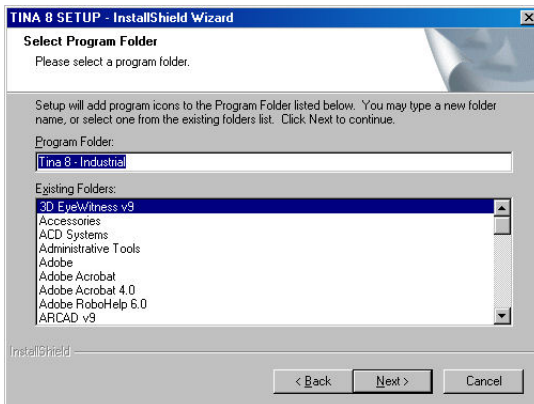 TINA 8 SETUP - InstallShield Wizard
Select Program Folder
Please select a program folder.
Setup will add program icons to the Program Folder listed below. You may type a new folder
name, or select one from the existing folders list. Click Next to continue.
Program Folder:
Tina 8 - Industrial
Existing Folders:
3D EyeWitness v9
Accessories
ACD Systems
Administrative Tools
Adobe
Adobe Acrobat
Adobe Acrobat 4.0
Adobe RoboHelp 6.0
ARCAD v9
InstallShield
< Back
Next >
Cancel